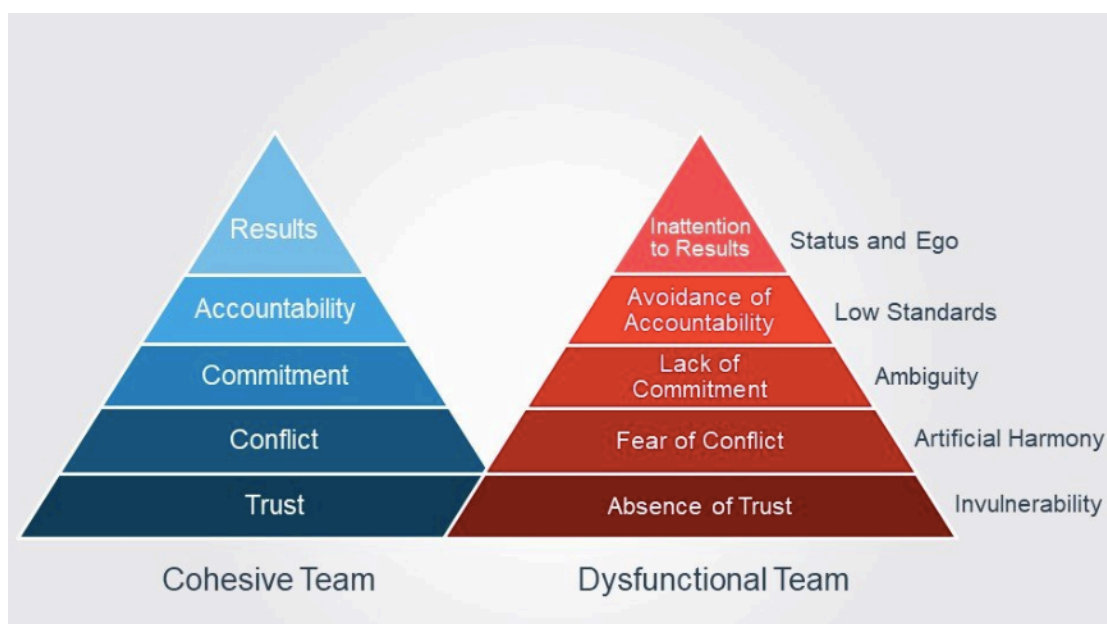 Results
Accountability
Commitment
Conflict
Trust
Cohesive Team
Inattention
to Results
Status and Ego
Avoidance of
Accountability
Low Standards
Lack of
Commitment
Ambiguity
Fear of Conflict
Artificial Harmony
Absence of Trust
Invulnerability
Dysfunctional Team